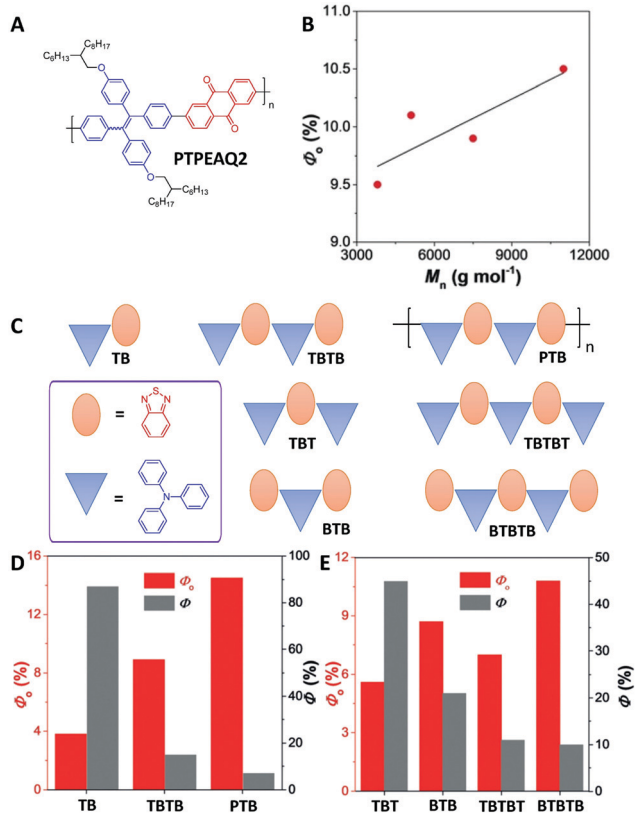 A
C8H17
C6H13
O
O
O
n
PTPEAQ2
O
C6H13
C8H17
B
Φo (%)
11.0
10.5
10.0
9.5
9.0
3000 6000 9000 12000
Mn (g mol-1)
C
TB
TBTB
PTB
n
=
S
N N
TBT
TBTBT
=
N
BTB
BTBTB
D
Φo (%)
16
12
8
4
0
Φo
Φ
100
80
60
40
20
0
Φ (%)
TB TBTB PTB
E
Φo (%)
12
9
6
3
0
Φo
Φ
50
40
30
20
10
0
Φ (%)
TBT BTB TBTBT BTBTB